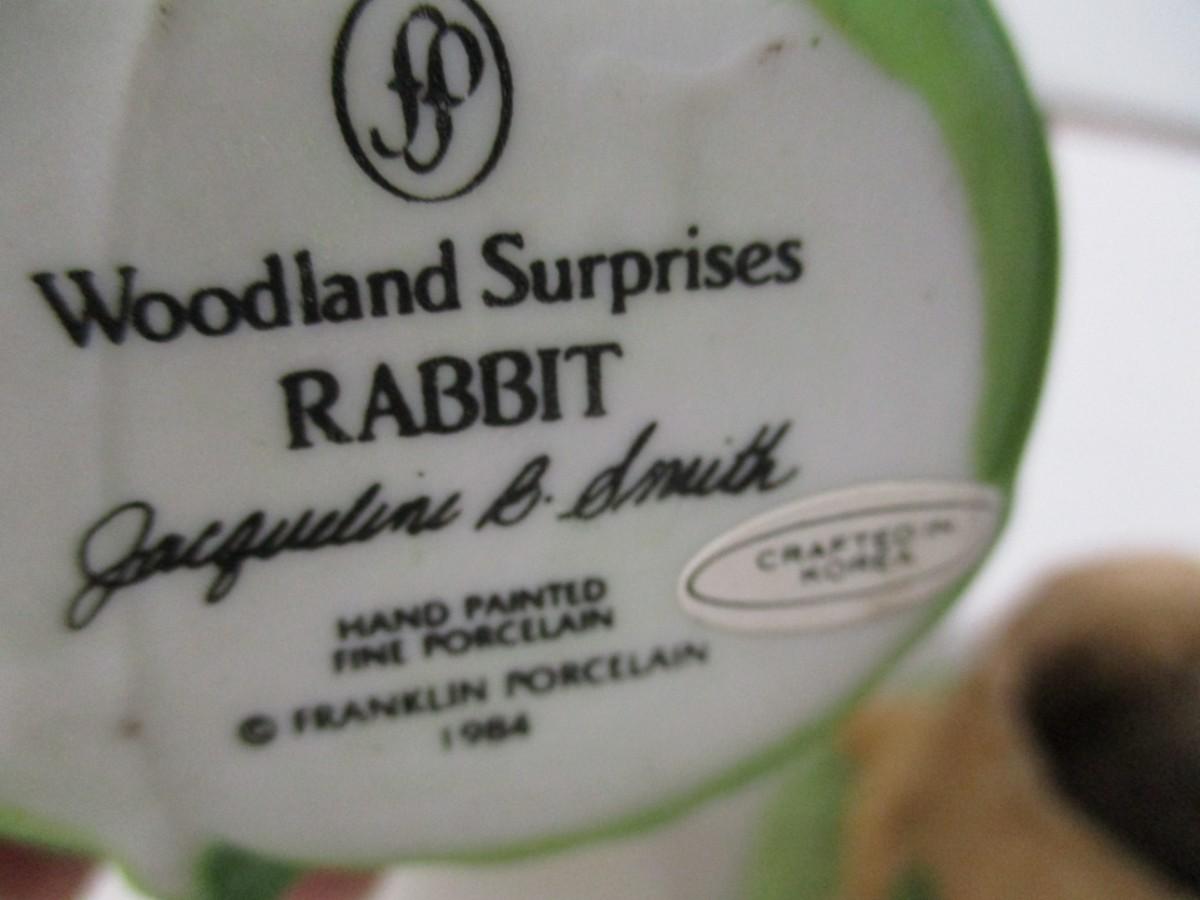 FP
Woodland Surprises
RABBIT
Jacqueline B. Smith
HAND PAINTED
FINE PORCELAIN
© FRANKLIN PORCELAIN
1984
CRAFTED IN
KOREA